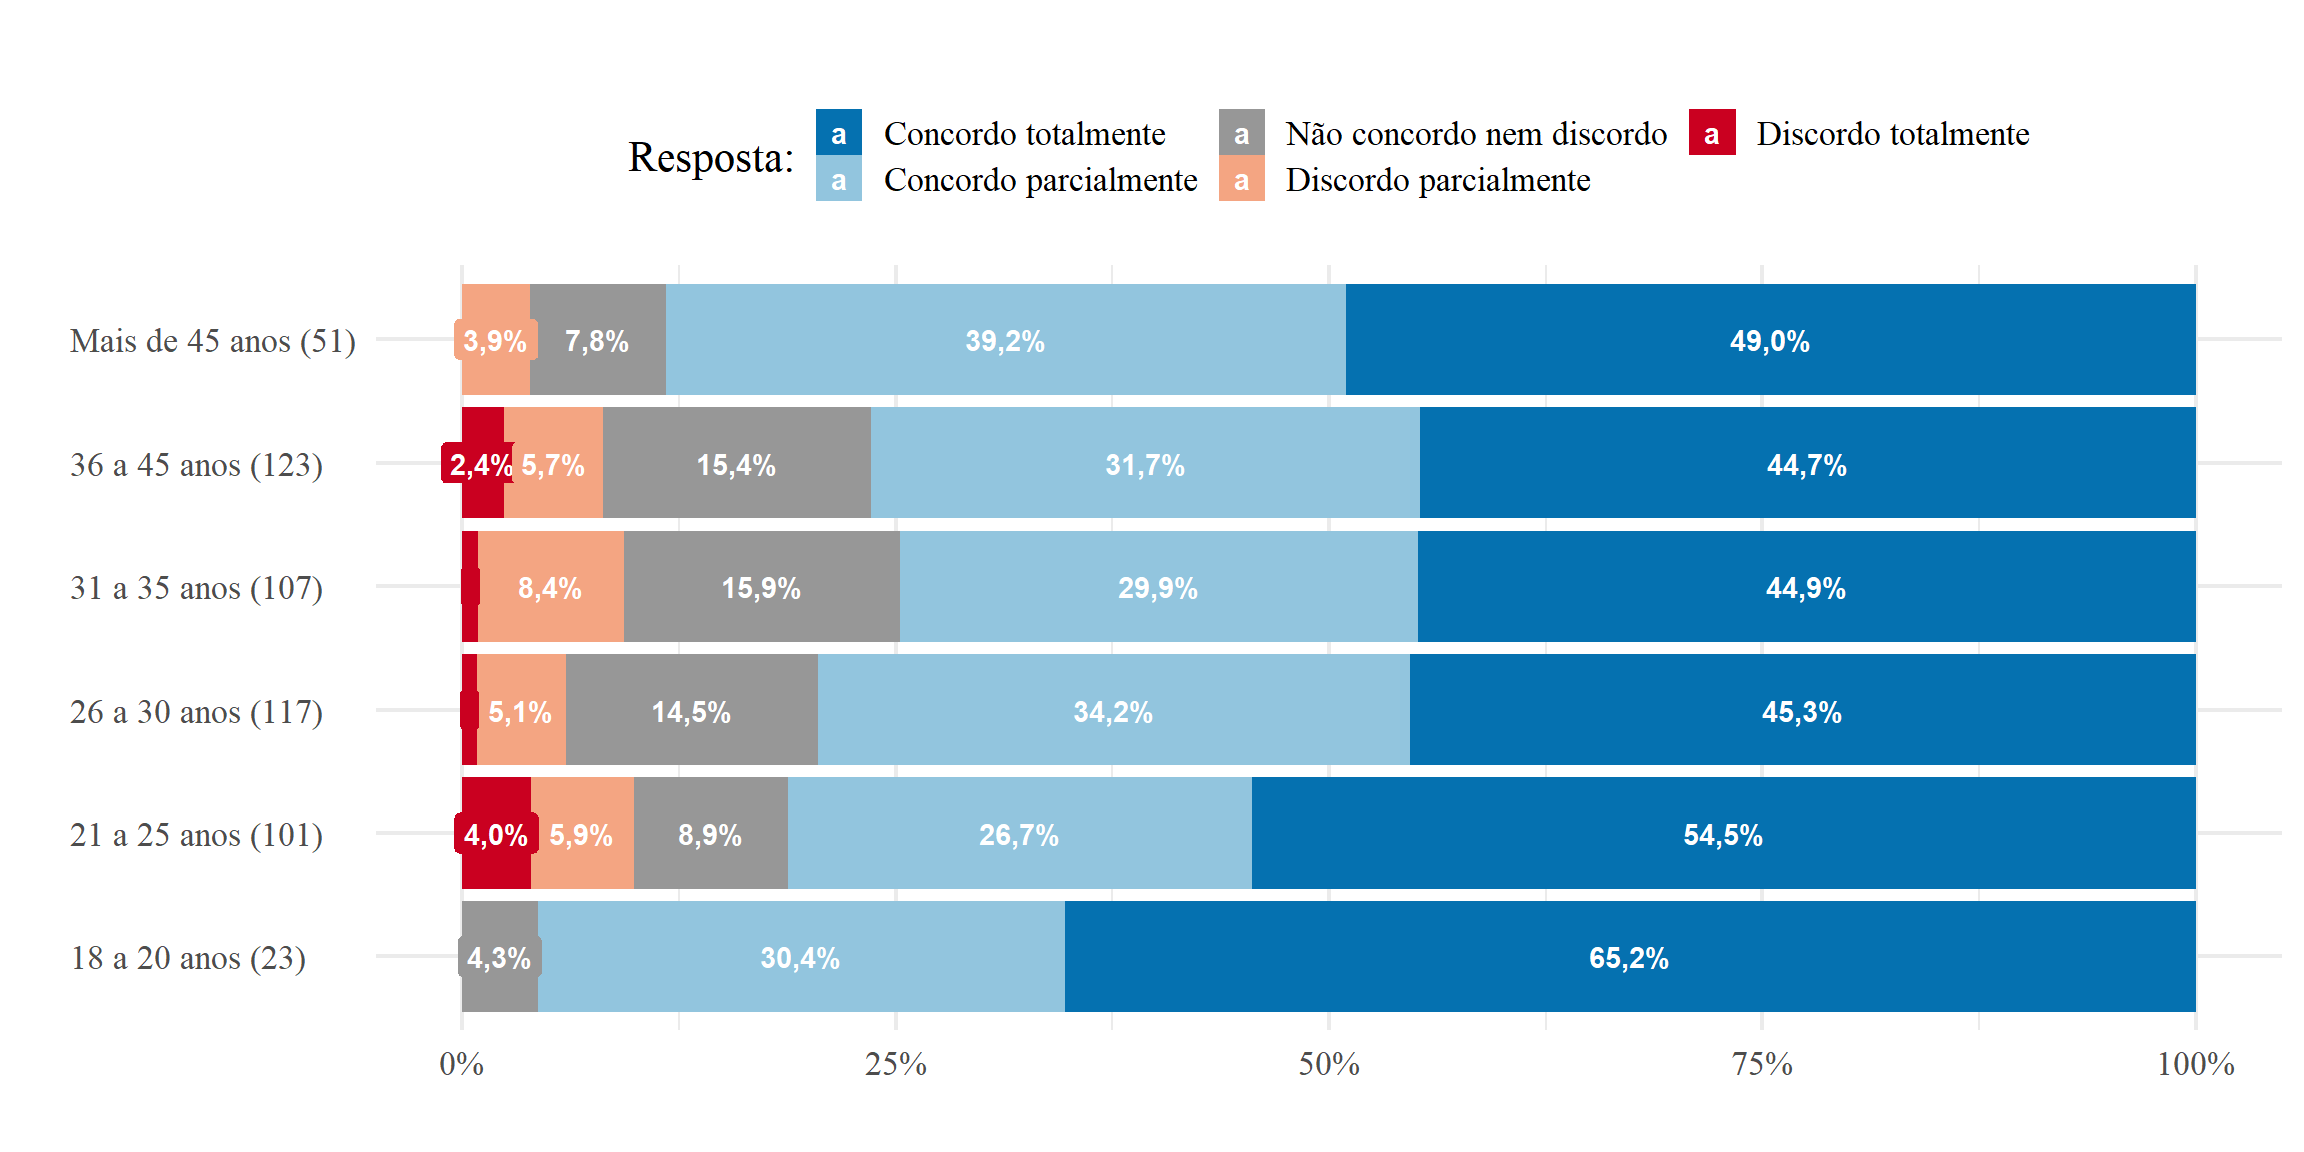 Resposta:
a Concordo totalmente
a Não concordo nem discordo
a Discordo totalmente
a Concordo parcialmente
a Discordo parcialmente
Mais de 45 anos (51) 3,9% 7,8% 39,2% 49,0%
36 a 45 anos (123) 2,4% 5,7% 15,4% 31,7% 44,7%
31 a 35 anos (107) 8,4% 15,9% 29,9% 44,9%
26 a 30 anos (117) 5,1% 14,5% 34,2% 45,3%
21 a 25 anos (101) 4,0% 5,9% 8,9% 26,7% 54,5%
18 a 20 anos (23) 4,3% 30,4% 65,2%
0% 25% 50% 75% 100%